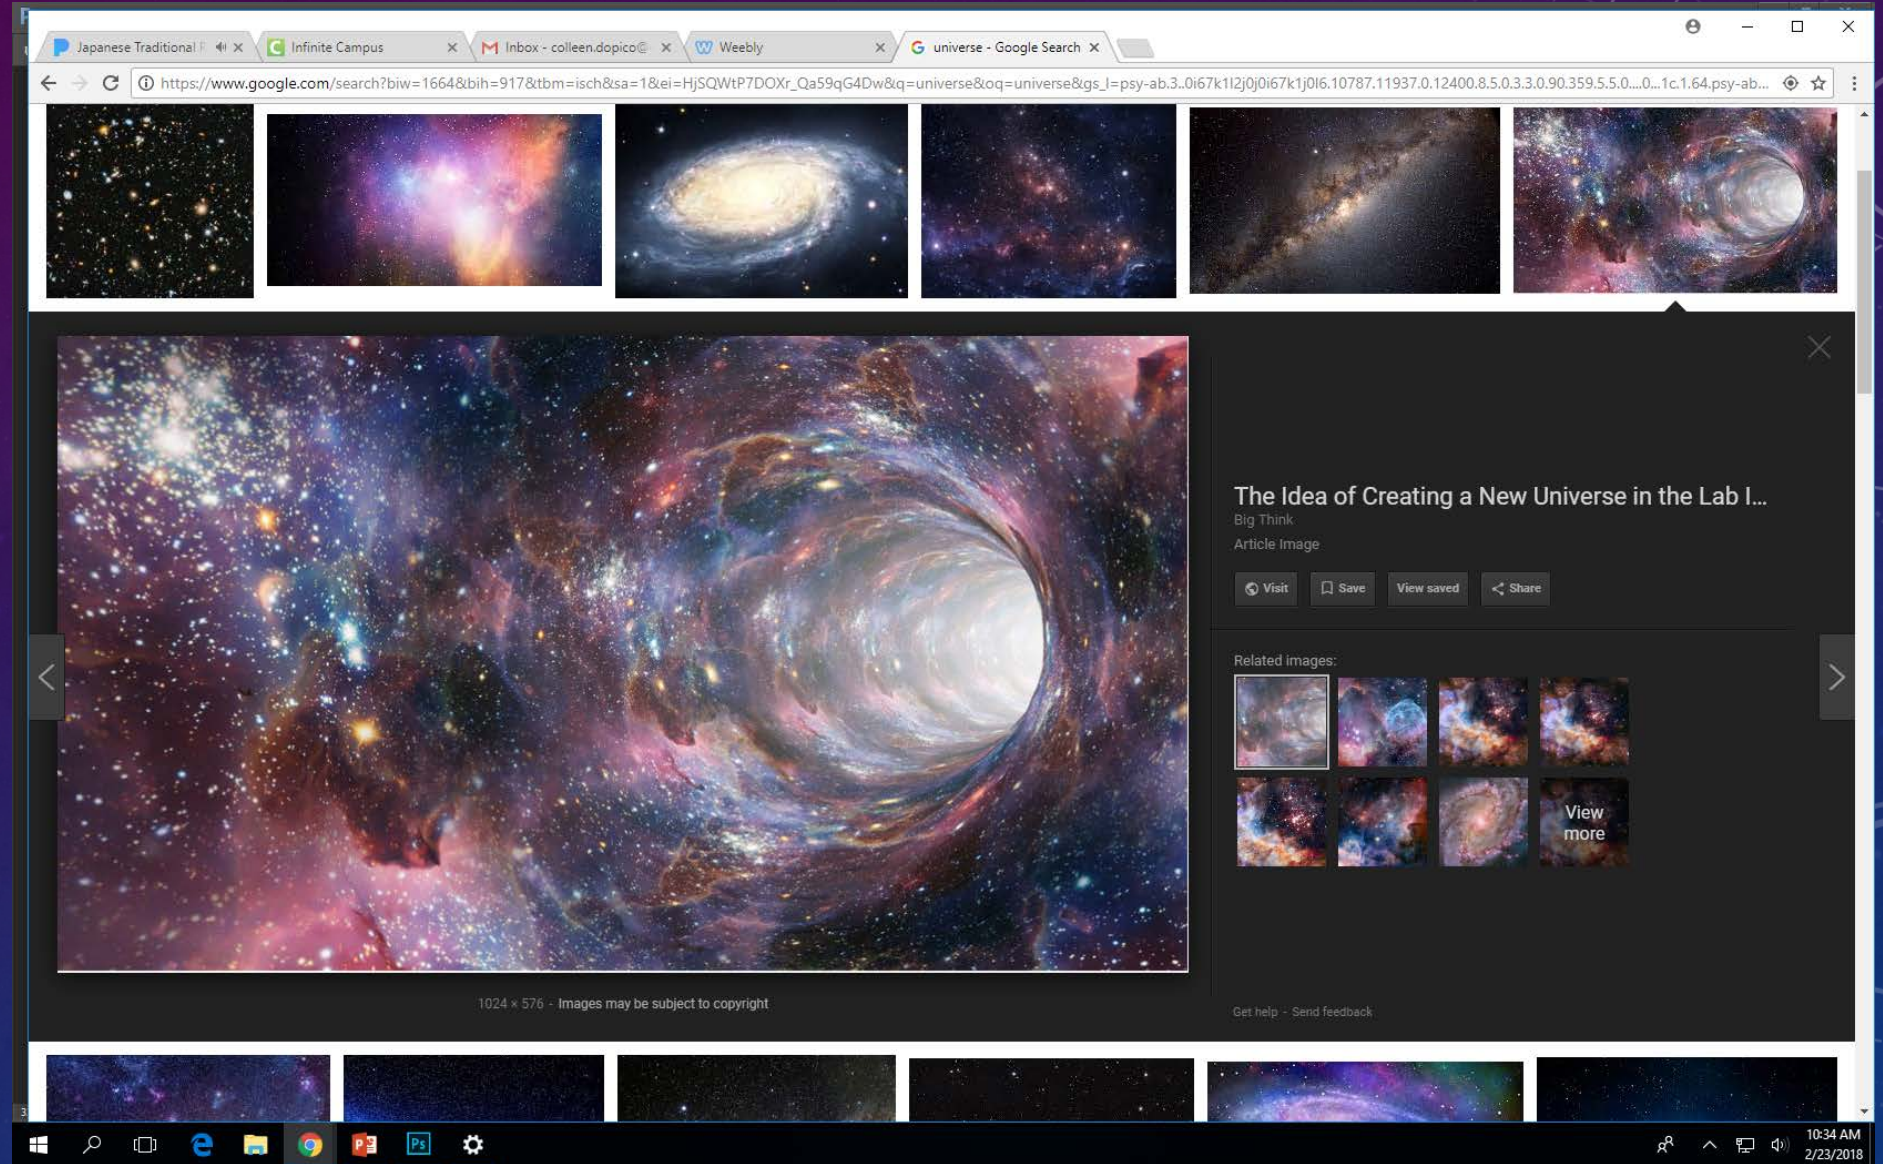 Japanese Traditional
Infinite Campus
Inbox - colleen.dopico@
Weebly
universe - Google Search
https://www.google.com/search?biw=1664&bih=917&tbm=isch&sa=1&ei=HjSQWtP7DOXr_Qa59qG4Dw&q=universe&oq=universe&gs_l=psy-ab.3..0i67k1l2j0j0i67k1j0l6.10787.11937.0.12400.8.5.0.3.3.0.90.359.5.5.0....0...1c.1.64.psy-ab...
The Idea of Creating a New Universe in the Lab I...
Big Think
Article Image
Visit Save View saved Share
Related images:
View
more
1024 × 576 - Images may be subject to copyright
Get help - Send feedback
Ps
10:34 AM
2/23/2018